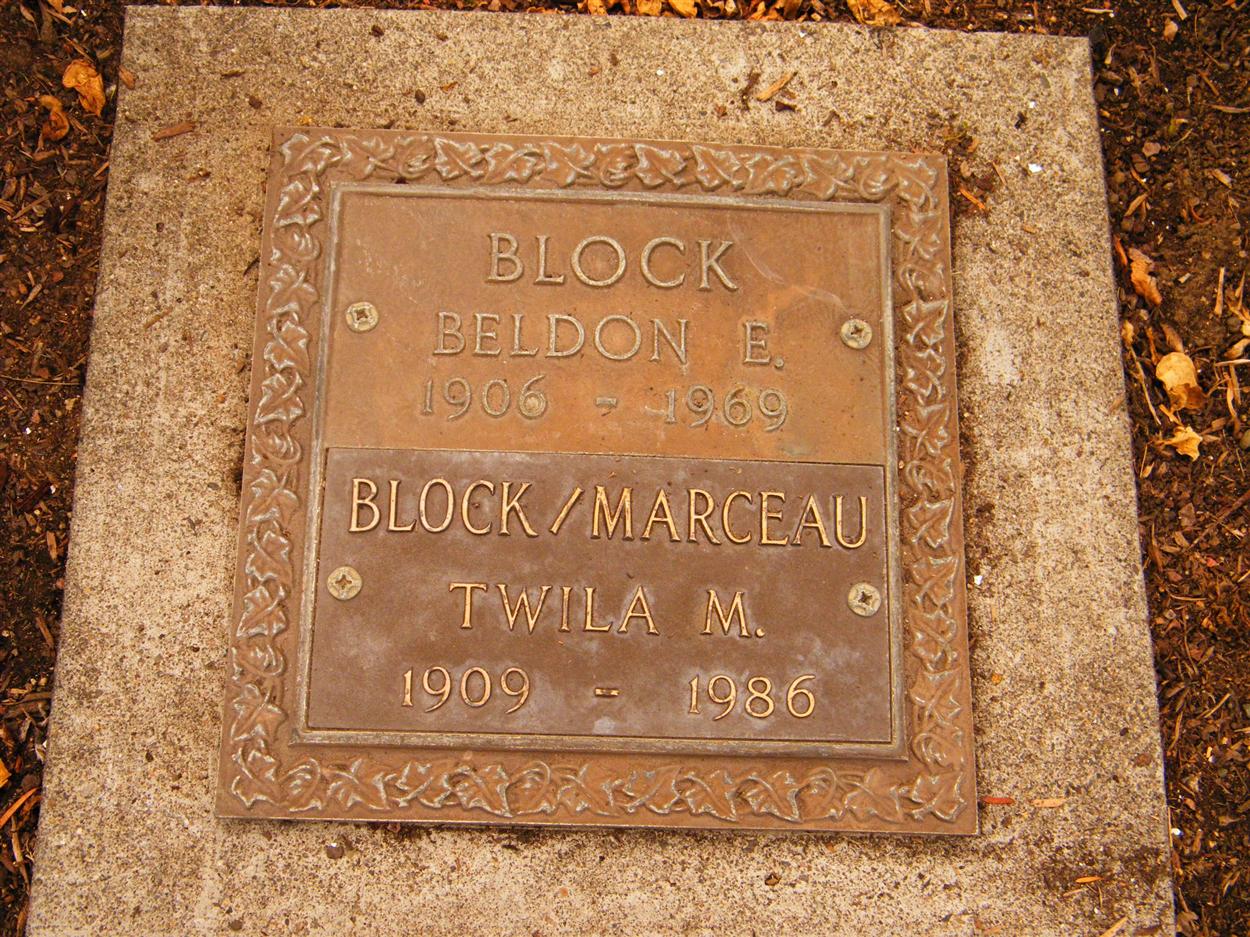 BLOCK
BELDON E.
1906 - 1969
BLOCK/MARCEAU
TWILA M.
1909 - 1986